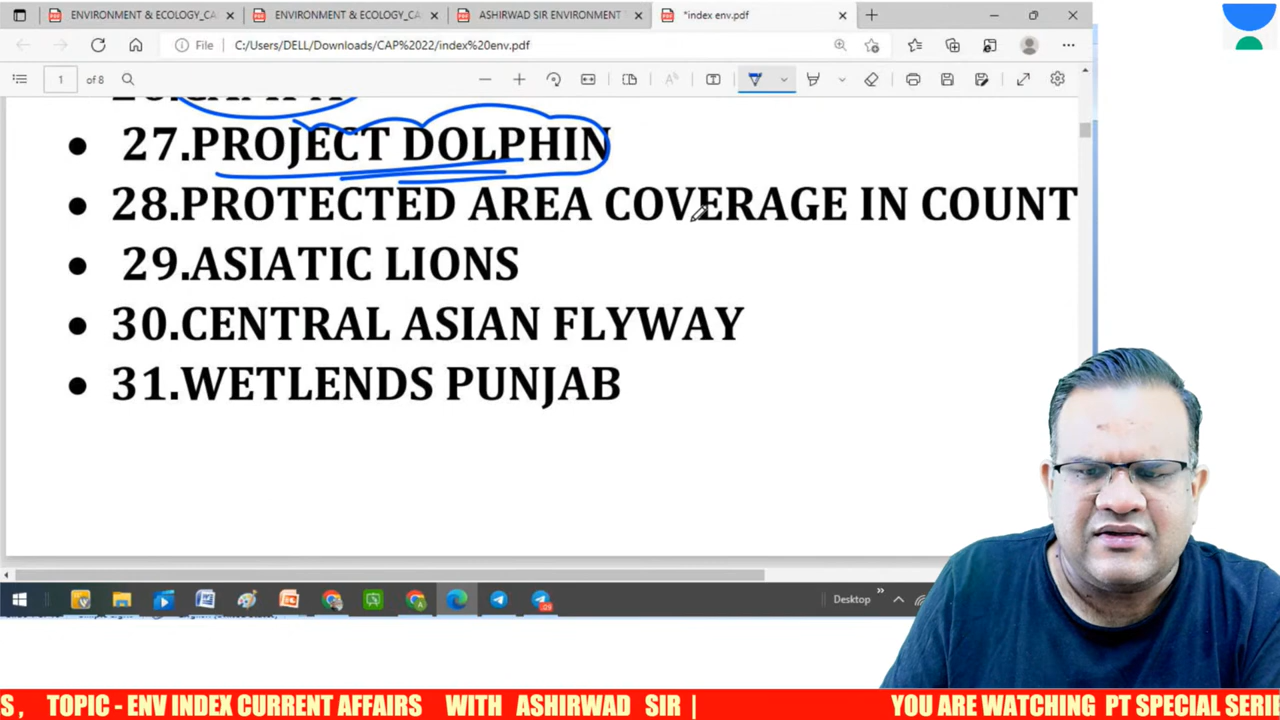 ENVIRONMENT & ECOLOGY_CA
ENVIRONMENT & ECOLOGY_CA
ASHIRWAD SIR ENVIRONMENT
*index env.pdf
File
C:/Users/DELL/Downloads/CAP%2022/index%20env.pdf
1 of 8
• 27.PROJECT DOLPHIN
• 28.PROTECTED AREA COVERAGE IN COUNT
• 29.ASIATIC LIONS
• 30.CENTRAL ASIAN FLYWAY
• 31.WETLENDS PUNJAB
Desktop
S , TOPIC - ENV INDEX CURRENT AFFAIRS WITH ASHIRWAD SIR | YOU ARE WATCHING PT SPECIAL SERIE